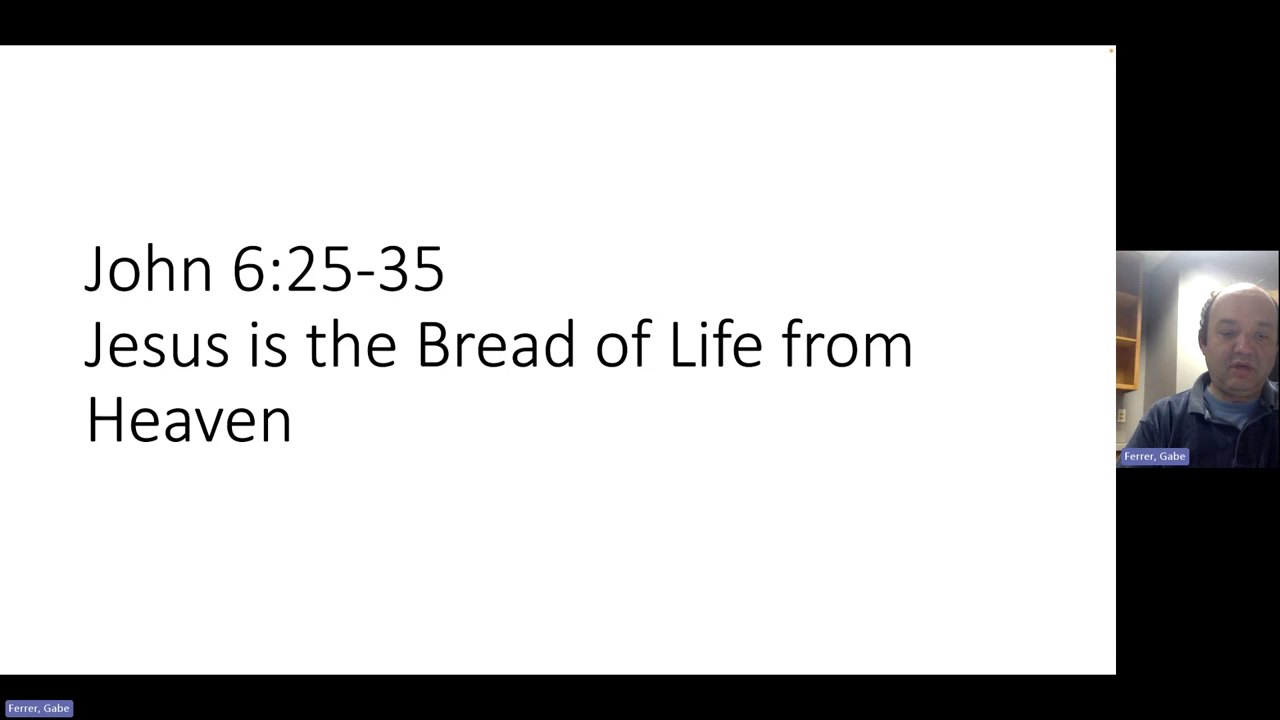 John 6:25-35
Jesus is the Bread of Life from
Heaven
Ferrer, Gabe
Ferrer, Gabe